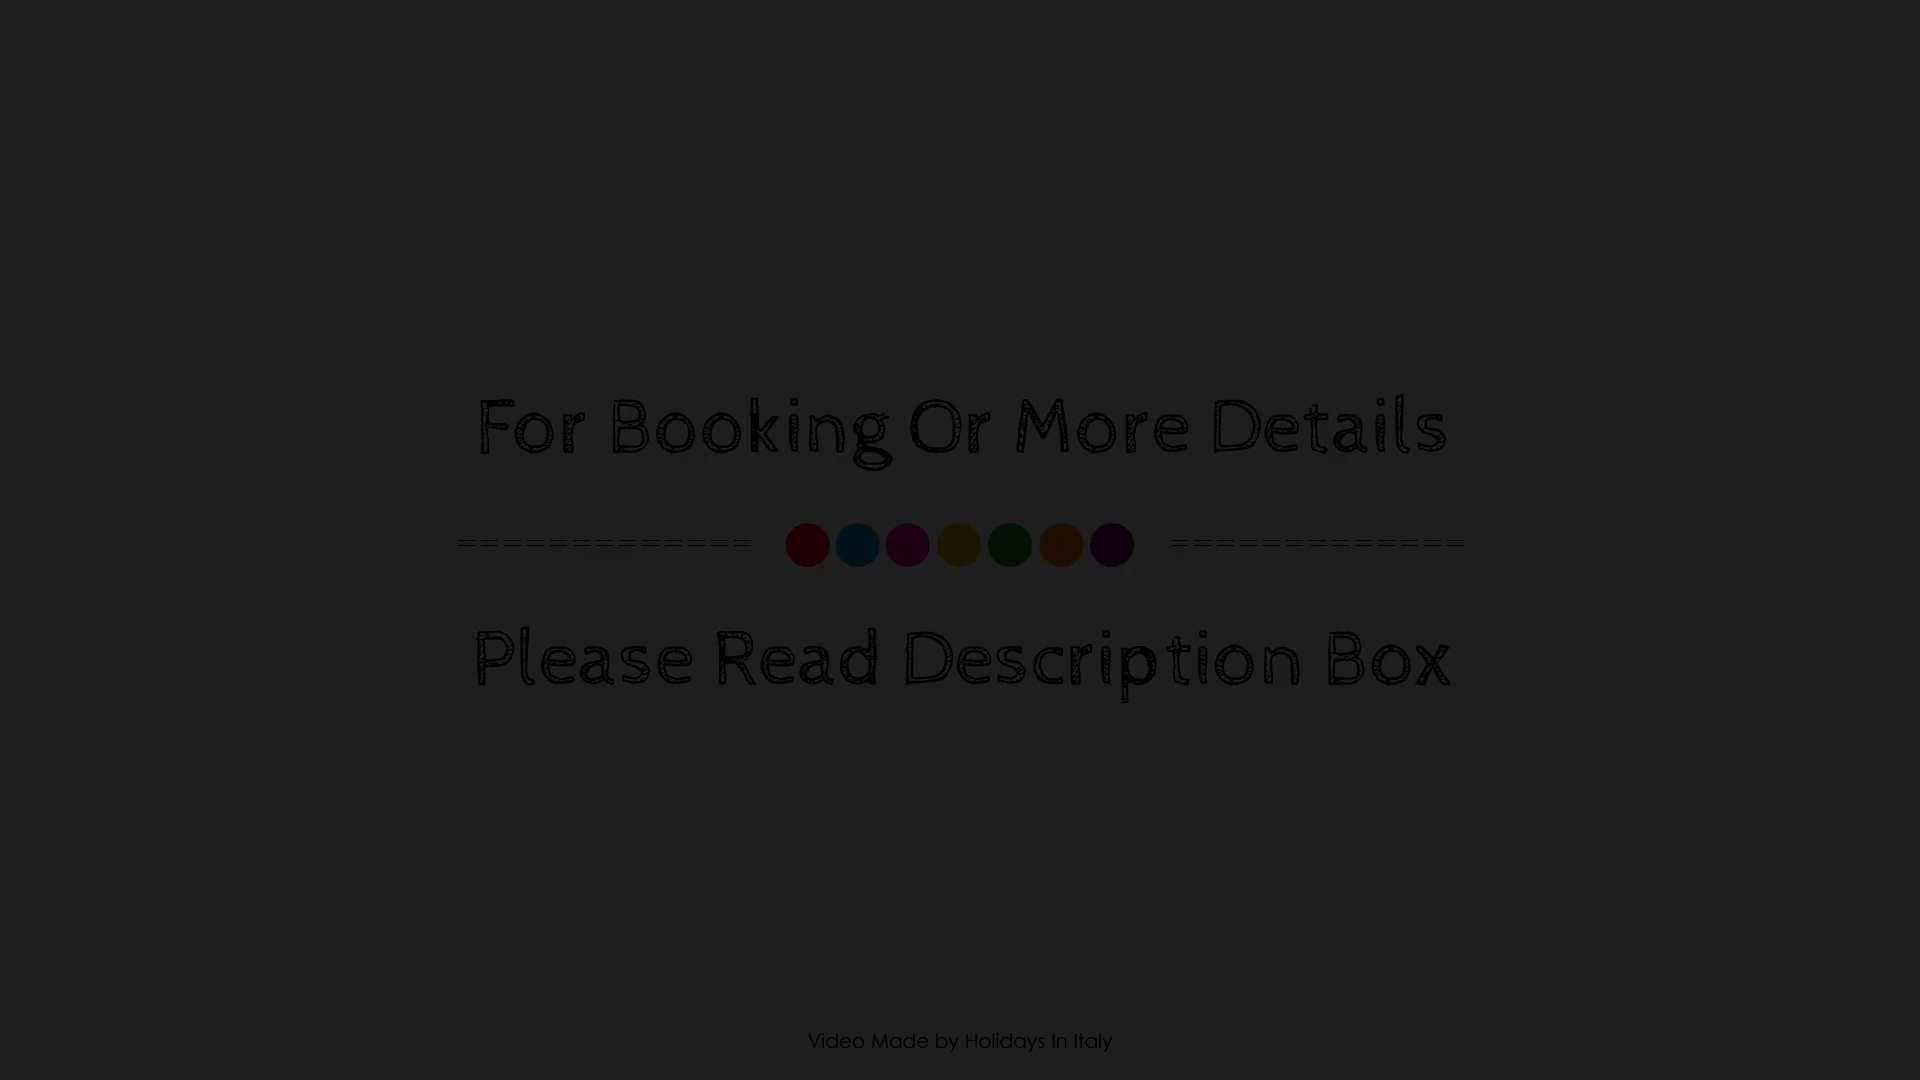 For Booking Or More Details
============= =============
Please Read Description Box
Video Made by Holidays In Italy